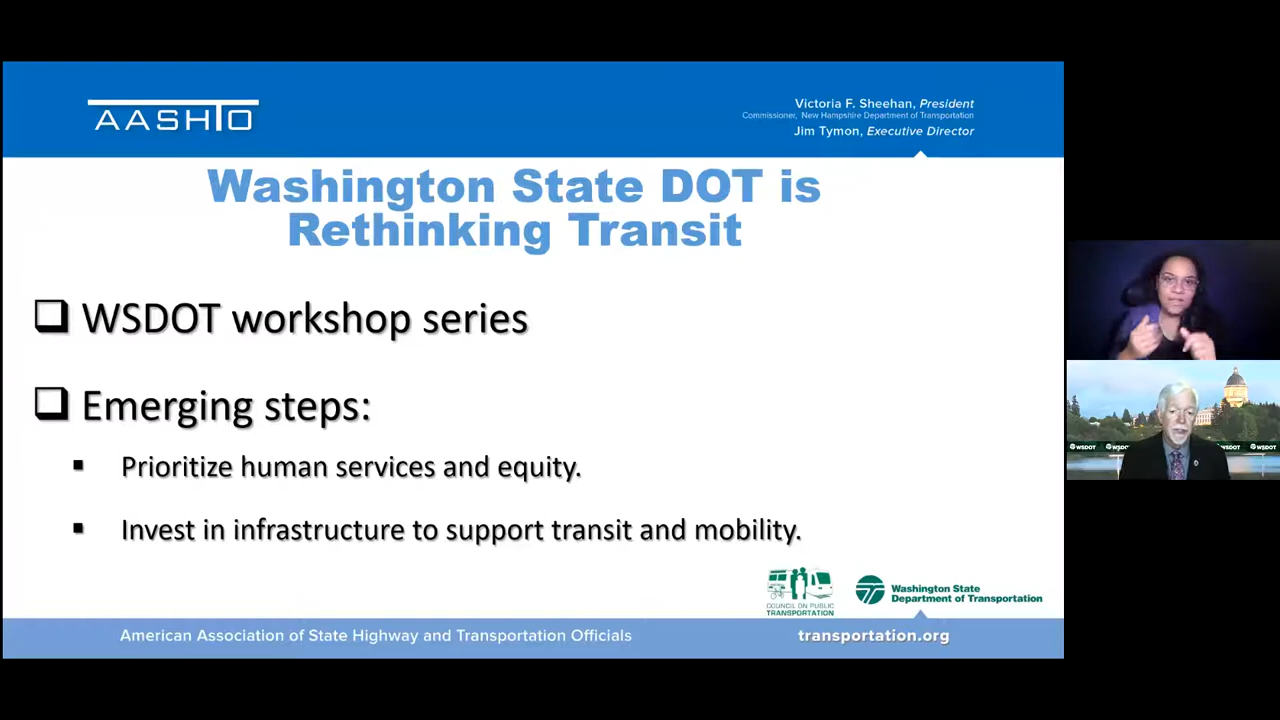 AASHTO
Victoria F. Sheehan, President
Commissioner, New Hampshire Department of Transportation
Jim Tymon, Executive Director
Washington State DOT is
Rethinking Transit
WSDOT workshop series
Emerging steps:
Prioritize human services and equity.
Invest in infrastructure to support transit and mobility.
COUNCIL ON PUBLIC
TRANSPORTATION
Washington State
Department of Transportation
American Association of State Highway and Transportation Officials
transportation.org
WSDOT
WSDOT
WSDOT